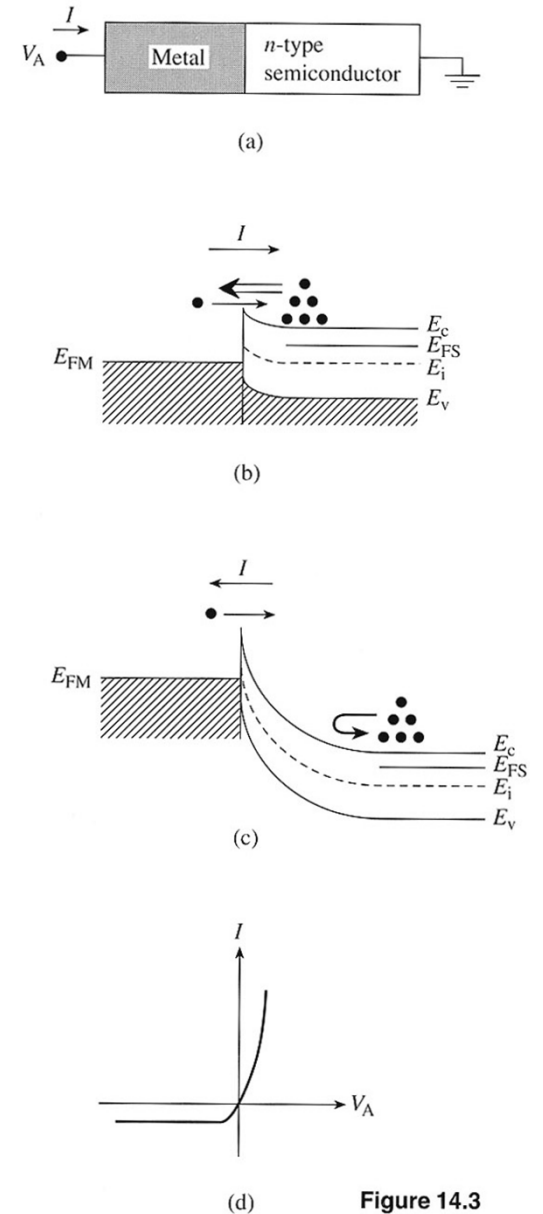 I
V_A
Metal
n-type
semiconductor
(a)
I
E_c
E_FS
E_FM
E_i
E_v
(b)
I
E_FM
E_c
E_FS
E_i
E_v
(c)
I
V_A
(d)
Figure 14.3